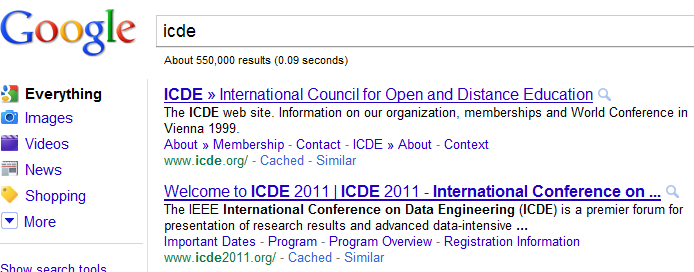 Google
icde
About 550,000 results (0.09 seconds)
Everything
Images
Videos
News
Shopping
More
Show search tools
ICDE » International Council for Open and Distance Education
The ICDE web site. Information on our organization, memberships and World Conference in
Vienna 1999.
About » Membership - Contact - ICDE » About - Context
www.icde.org/ - Cached - Similar
Welcome to ICDE 2011 | ICDE 2011 - International Conference on ...
The IEEE International Conference on Data Engineering (ICDE) is a premier forum for
presentation of research results and advanced data-intensive ...
Important Dates - Program - Program Overview - Registration Information
www.icde2011.org/ - Cached - Similar